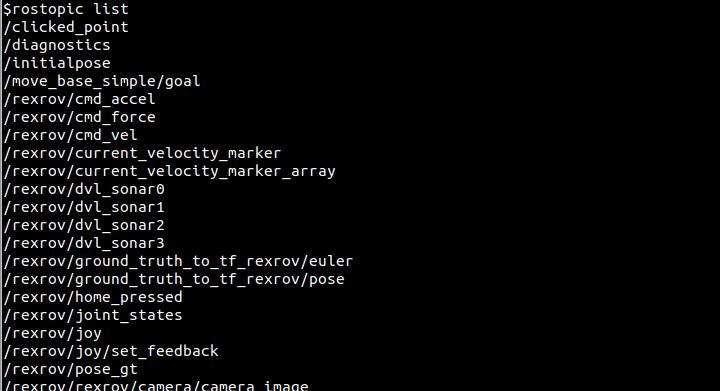 $rostopic list
/clicked_point
/diagnostics
/initialpose
/move_base_simple/goal
/rexrov/cmd_accel
/rexrov/cmd_force
/rexrov/cmd_vel
/rexrov/current_velocity_marker
/rexrov/current_velocity_marker_array
/rexrov/dvl_sonar0
/rexrov/dvl_sonar1
/rexrov/dvl_sonar2
/rexrov/dvl_sonar3
/rexrov/ground_truth_to_tf_rexrov/euler
/rexrov/ground_truth_to_tf_rexrov/pose
/rexrov/home_pressed
/rexrov/joint_states
/rexrov/joy
/rexrov/joy/set_feedback
/rexrov/pose_gt
/rexrov/rexrov/camera/camera_image